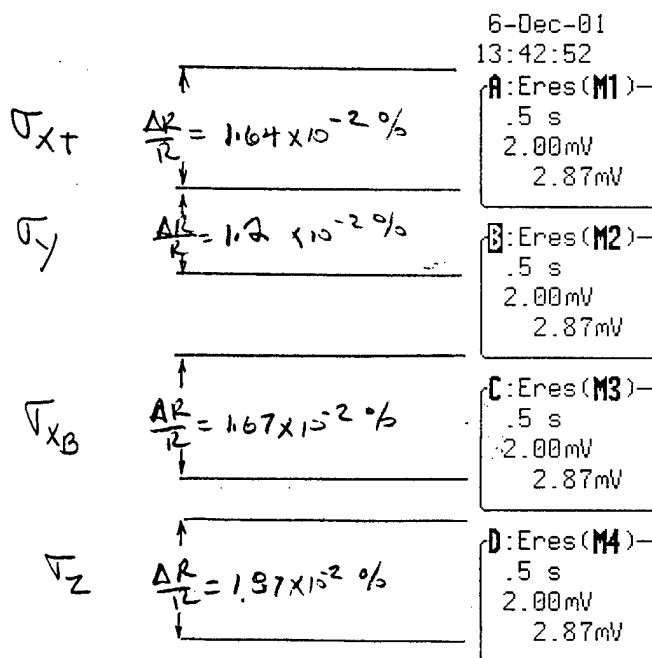 6-Dec-01
13:42:52
σXT ΔR/R = 1.64 x 10⁻² %
A:Eres(M1)
.5 s
2.00mV
2.87mV
σy ΔR/R = 1.2 x 10⁻² %
B:Eres(M2)
.5 s
2.00mV
2.87mV
σXB ΔR/R = 1.67 x 10⁻² %
C:Eres(M3)
.5 s
2.00mV
2.87mV
σz ΔR/R = x 10⁻² %
D:Eres(M4)
.5 s
2.00mV
2.87mV